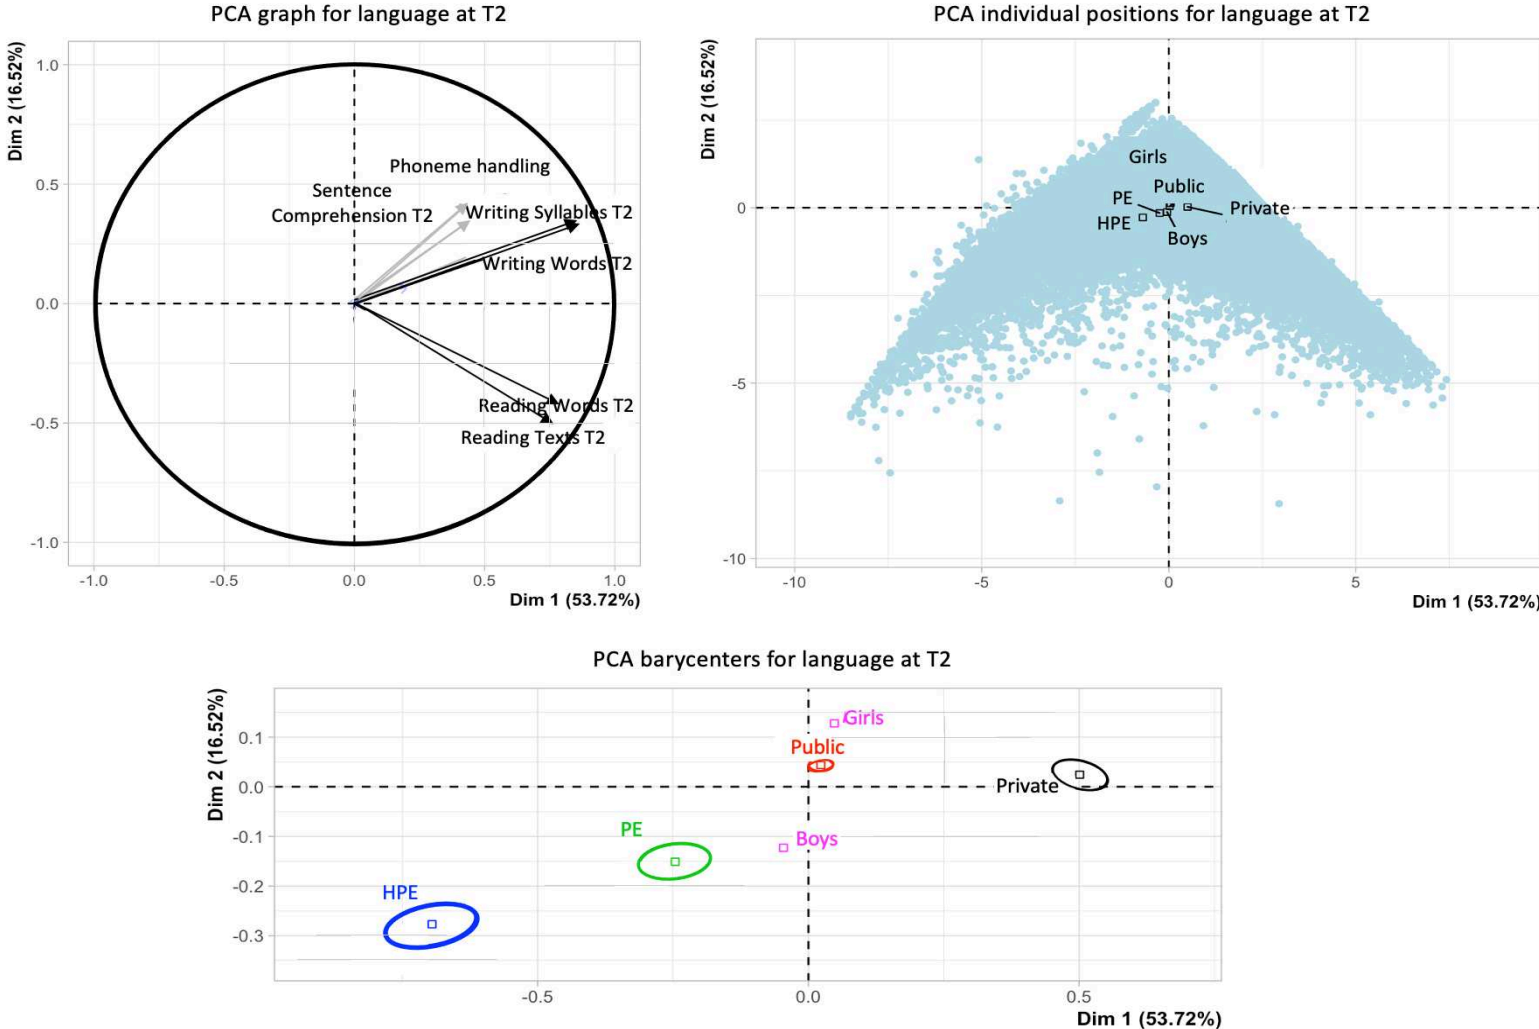 PCA graph for language at T2
Dim 2 (16.52%)
1.0
0.5
0.0
-0.5
-1.0
Phoneme handling
Sentence
Comprehension T2
Writing Syllables T2
Writing Words T2
Reading Words T2
Reading Texts T2
-1.0
-0.5
0.0
0.5
1.0
Dim 1 (53.72%)
PCA individual positions for language at T2
Dim 2 (16.52%)
0
-5
-10
Girls
Public
PE
Private
HPE
Boys
-10
-5
0
5
Dim 1 (53.72%)
PCA barycenters for language at T2
Dim 2 (16.52%)
0.1
0.0
-0.1
-0.2
-0.3
Girls
Public
Private
PE
Boys
HPE
-0.5
0.0
0.5
Dim 1 (53.72%)